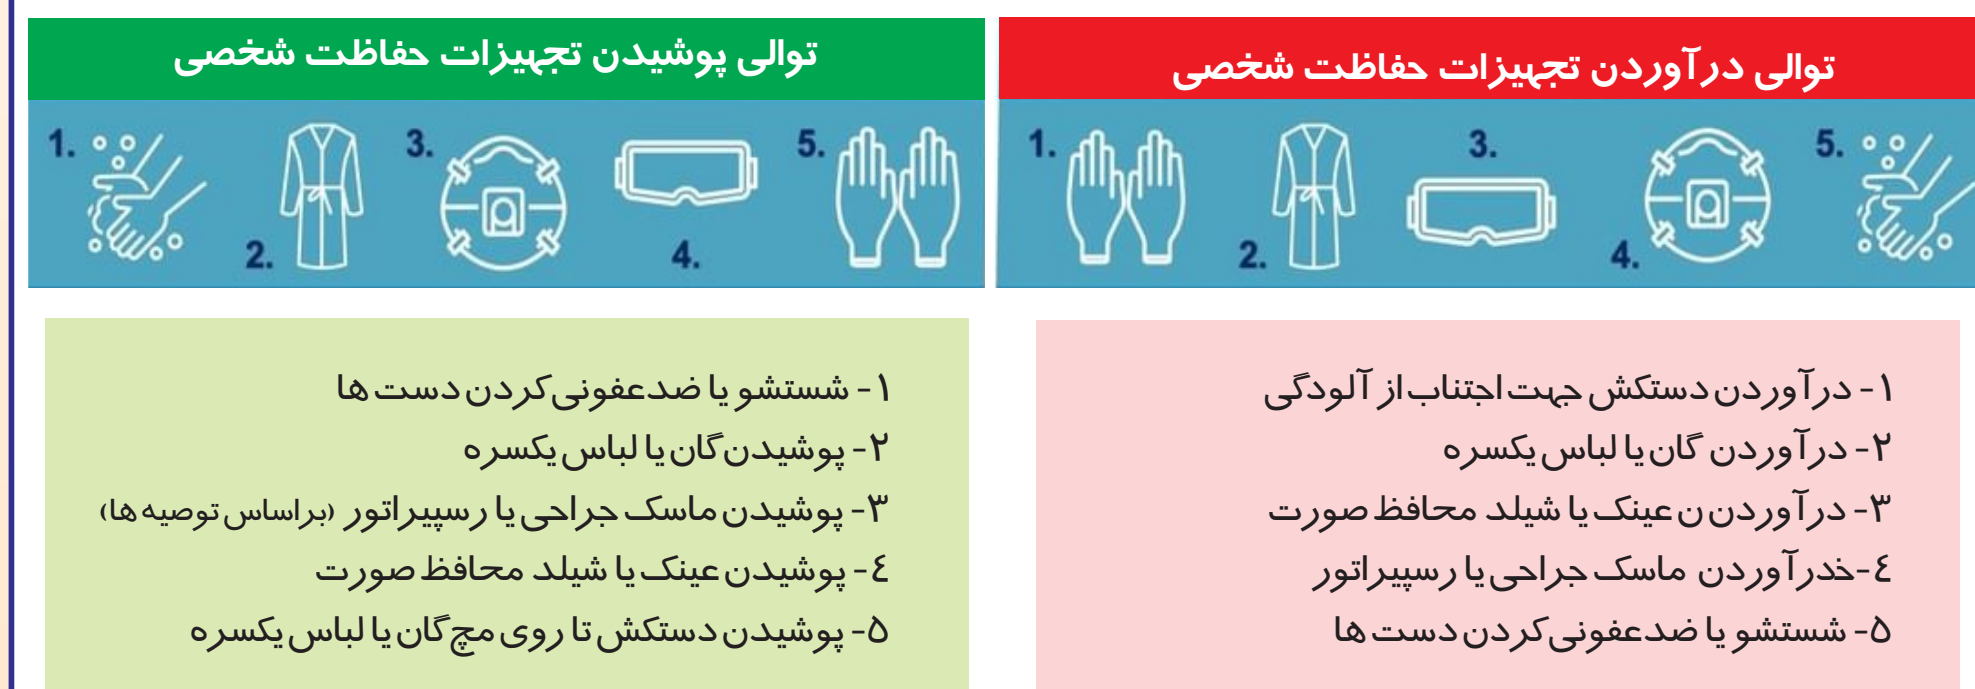 توالی درآوردن تجهیزات حفاظت شخصی
1.
2.
3.
4.
5.
۱- درآوردن دستکش جهت اجتناب از آلودگی
۲- درآوردن گان یا لباس یکسره
۳- درآوردن ن عینک یا شیلد محافظ صورت
٤-خدرآوردن ماسک جراحی یا رسپیراتور
۵- شستشو یا ضدعفونی کردن دست ها
توالی پوشیدن تجهیزات حفاظت شخصی
1.
2.
3.
4.
5.
۱- شستشو یا ضدعفونی کردن دست ها
۲- پوشیدن گان یا لباس یکسره
۳- پوشیدن ماسک جراحی یا رسپیراتور (براساس توصیه ها)
٤- پوشیدن عینک یا شیلد محافظ صورت
۵- پوشیدن دستکش تا روی مچ گان یا لباس یکسره